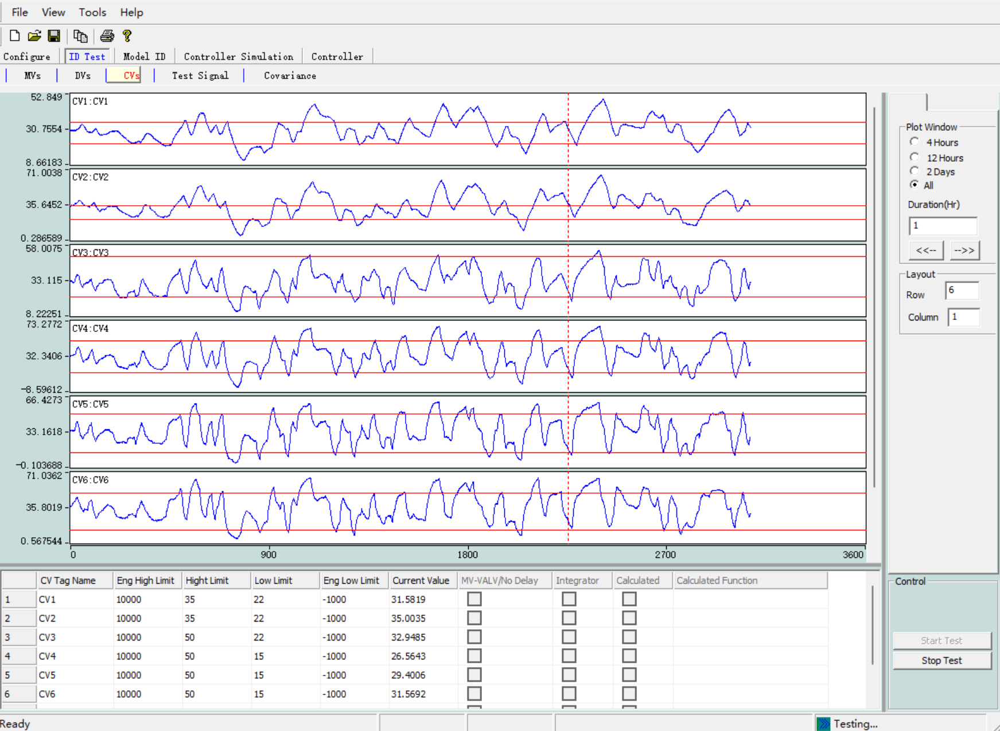 File View Tools Help
Configure ID Test Model ID Controller Simulation Controller
MVs DVs CVs Test Signal Covariance
52.849
CV1:CV1
30.7554
8.66183
71.0038
CV2:CV2
35.6452
0.286589
58.0075
CV3:CV3
33.115
8.22251
73.2772
CV4:CV4
32.3406
-8.59612
66.4273
CV5:CV5
33.1618
-0.103688
71.0362
CV6:CV6
35.8019
0.567544
0 900 1800 2700 3600
Plot Window
4 Hours
12 Hours
2 Days
All
Duration(Hr)
1
<<-- -->>
Layout
Row 6
Column 1
CV Tag Name Eng High Limit Hight Limit Low Limit Eng Low Limit Current Value MV-VALV/No Delay Integrator Calculated Calculated Function
1 CV1 10000 35 22 -1000 31.5819
2 CV2 10000 35 22 -1000 35.0035
3 CV3 10000 50 22 -1000 32.9485
4 CV4 10000 50 15 -1000 26.5643
5 CV5 10000 50 15 -1000 29.4006
6 CV6 10000 50 15 -1000 31.5692
Control
Start Test
Stop Test
Ready Testing...